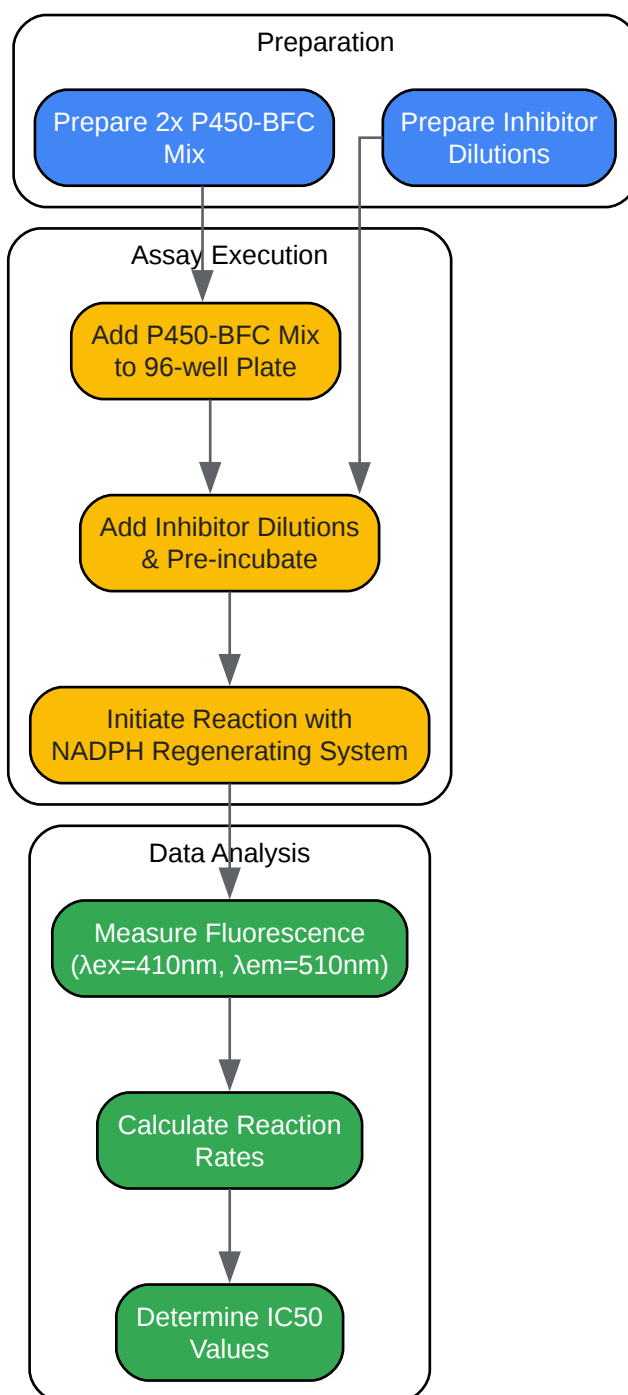 Preparation
Prepare 2x P450-BFC
Mix
Prepare Inhibitor
Dilutions
Assay Execution
Add P450-BFC Mix
to 96-well Plate
Add Inhibitor Dilutions
& Pre-incubate
Initiate Reaction with
NADPH Regenerating System
Data Analysis
Measure Fluorescence
(λex=410nm, λem=510nm)
Calculate Reaction
Rates
Determine IC50
Values